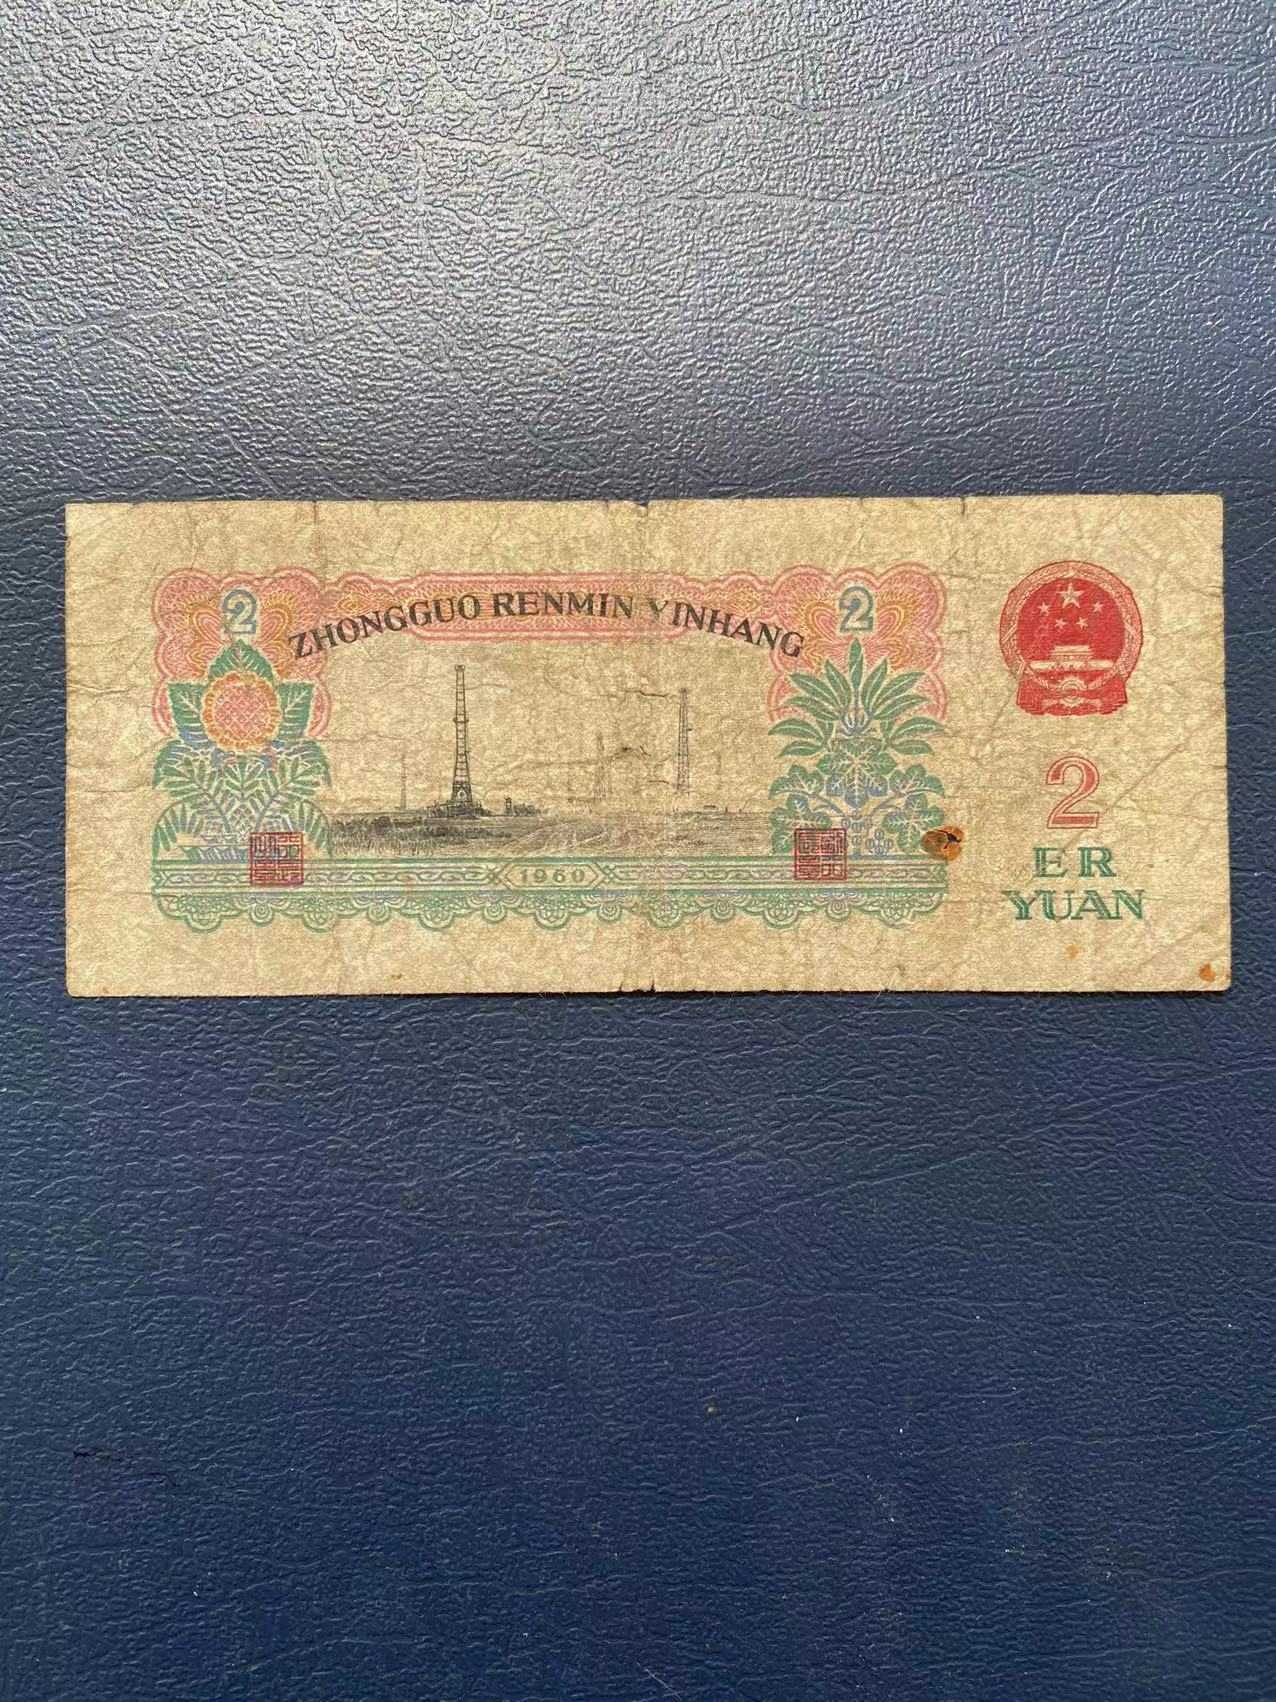 2 2
ZHONGGUO RENMIN YINHANG
1960
2
ER
YUAN